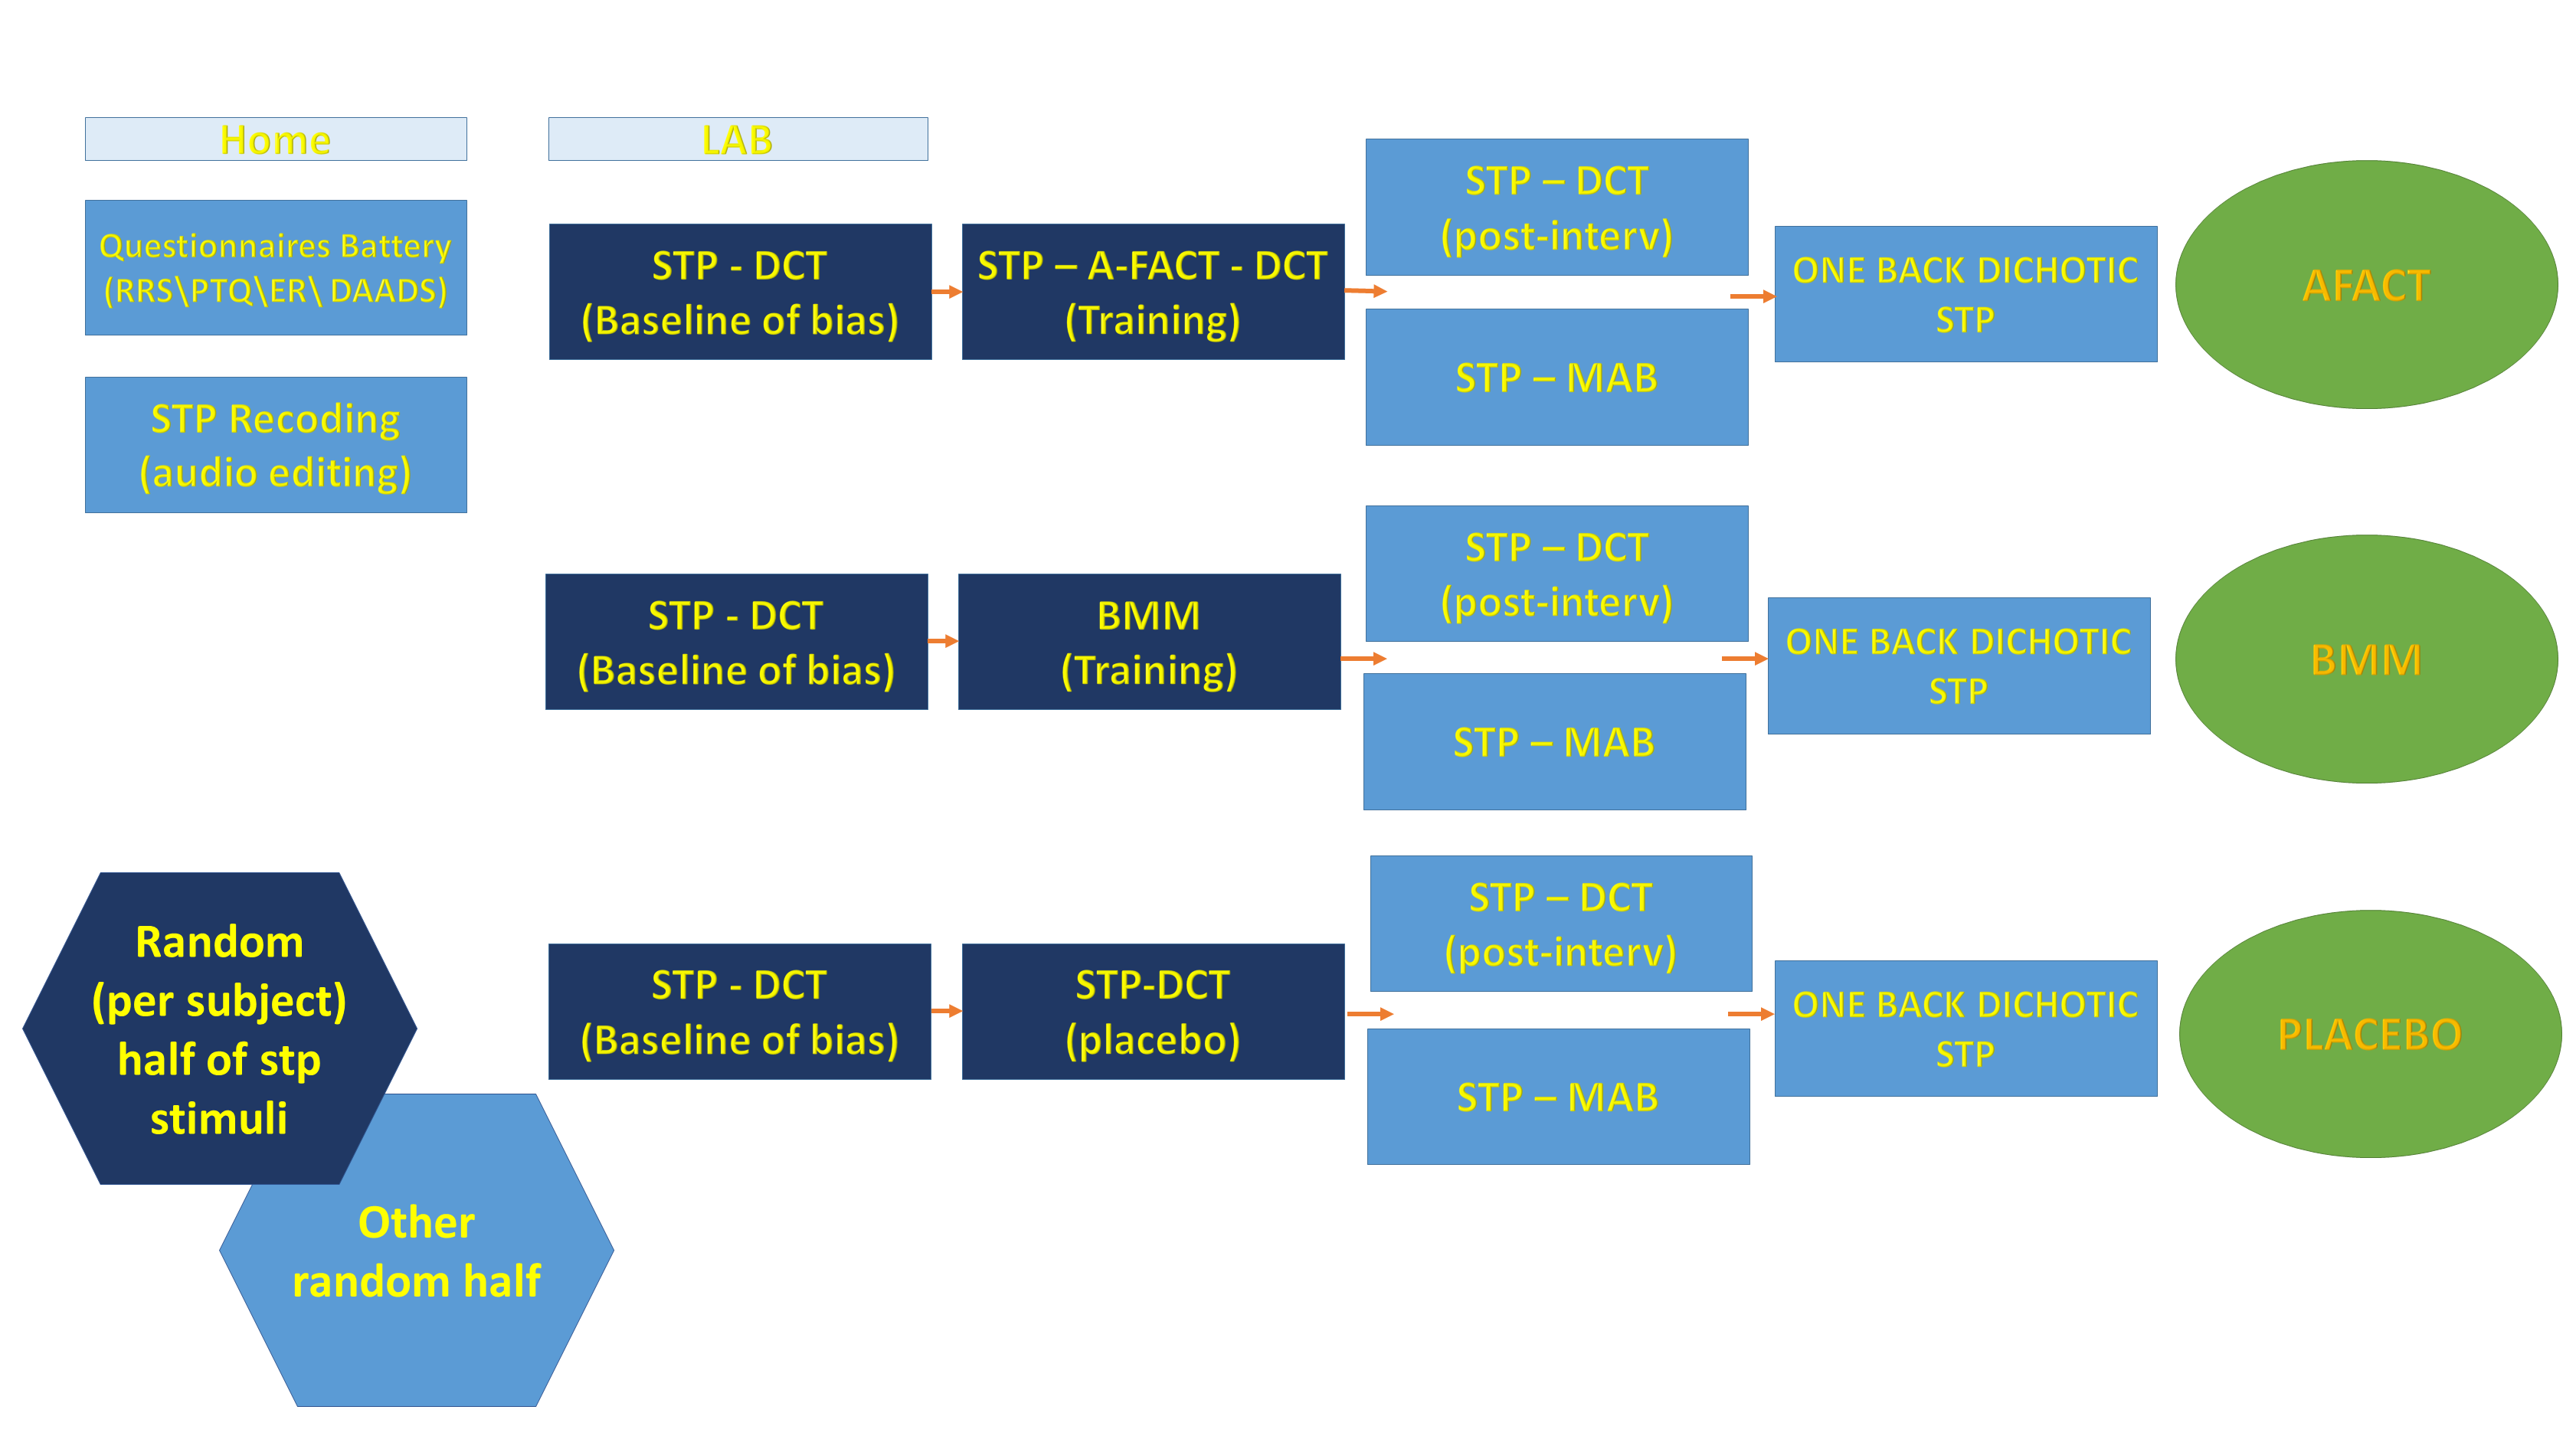 Home
LAB
Questionnaires Battery
(RRS\PTQ\ER\ DAADS)
STP Recoding
(audio editing)
STP - DCT
(Baseline of bias)
STP – A-FACT - DCT
(Training)
STP – DCT
(post-interv)
STP – MAB
ONE BACK DICHOTIC
STP
AFACT
STP - DCT
(Baseline of bias)
BMM
(Training)
STP – DCT
(post-interv)
STP – MAB
ONE BACK DICHOTIC
STP
BMM
Random
(per subject)
half of stp
stimuli
Other
random half
STP - DCT
(Baseline of bias)
STP-DCT
(placebo)
STP – DCT
(post-interv)
STP – MAB
ONE BACK DICHOTIC
STP
PLACEBO